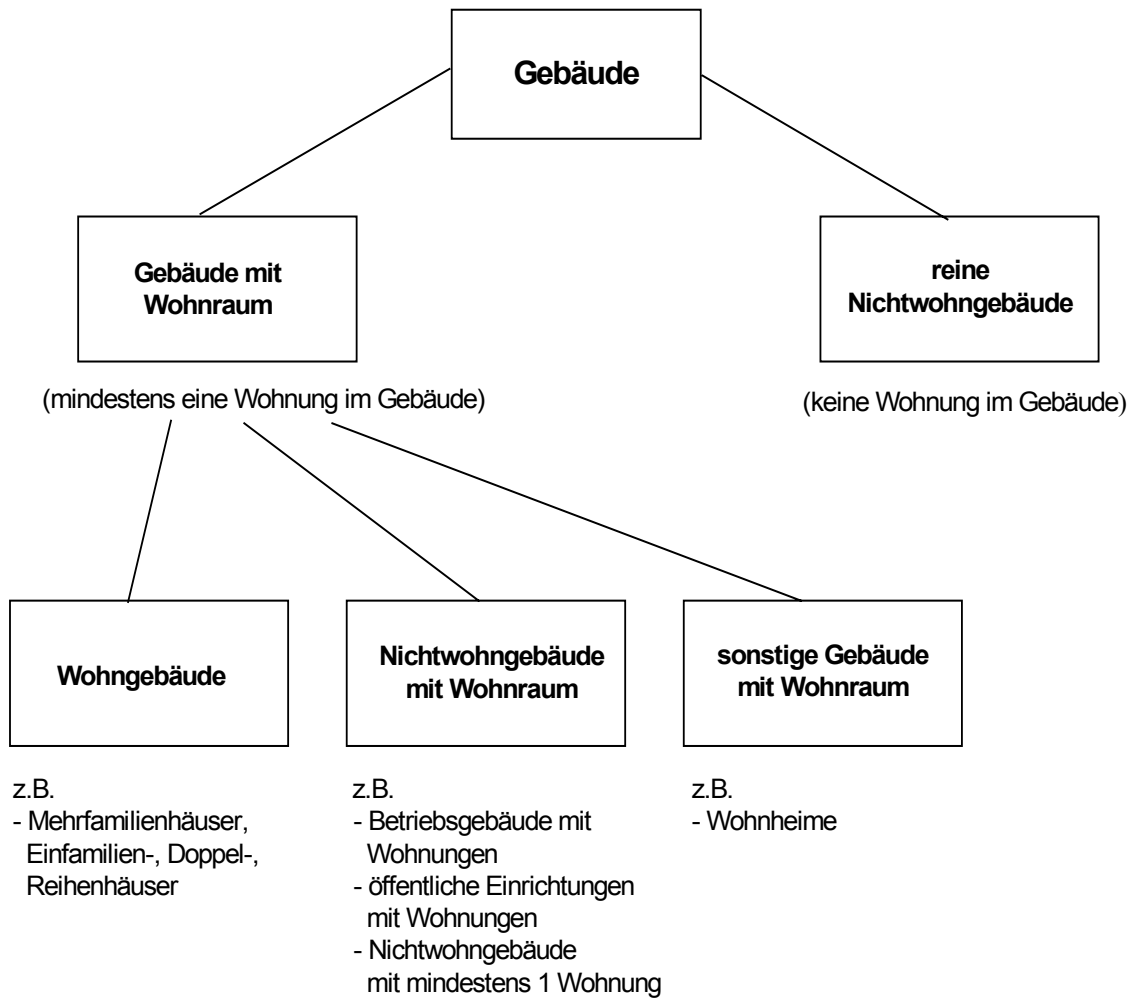 Gebäude
Gebäude mit
Wohnraum
reine
Nichtwohngebäude
(mindestens eine Wohnung im Gebäude)
(keine Wohnung im Gebäude)
Wohngebäude
Nichtwohngebäude
mit Wohnraum
sonstige Gebäude
mit Wohnraum
z.B.
- Mehrfamilienhäuser,
Einfamilien-, Doppel-,
Reihenhäuser
z.B.
- Betriebsgebäude mit
Wohnungen
- öffentliche Einrichtungen
mit Wohnungen
- Nichtwohngebäude
mit mindestens 1 Wohnung
z.B.
- Wohnheime